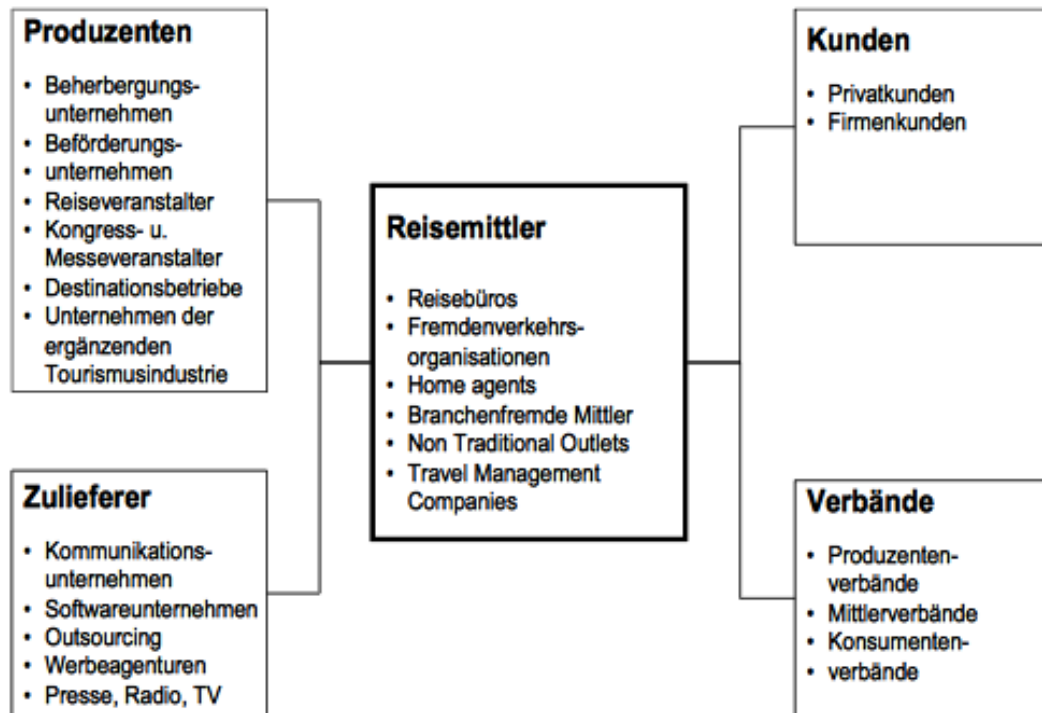 Produzenten
• Beherbergungs-
unternehmen
• Beförderungs-
• unternehmen
• Reiseveranstalter
• Kongress- u.
Messeveranstalter
• Destinationsbetriebe
• Unternehmen der
ergänzenden
Tourismusindustrie
Zulieferer
• Kommunikations-
unternehmen
• Softwareunternehmen
• Outsourcing
• Werbeagenturen
• Presse, Radio, TV
Reisemittler
• Reisebüros
• Fremdenverkehrs-
organisationen
• Home agents
• Branchenfremde Mittler
• Non Traditional Outlets
• Travel Management
Companies
Kunden
• Privatkunden
• Firmenkunden
Verbände
• Produzenten-
verbände
• Mittlerverbände
• Konsumenten-
• verbände